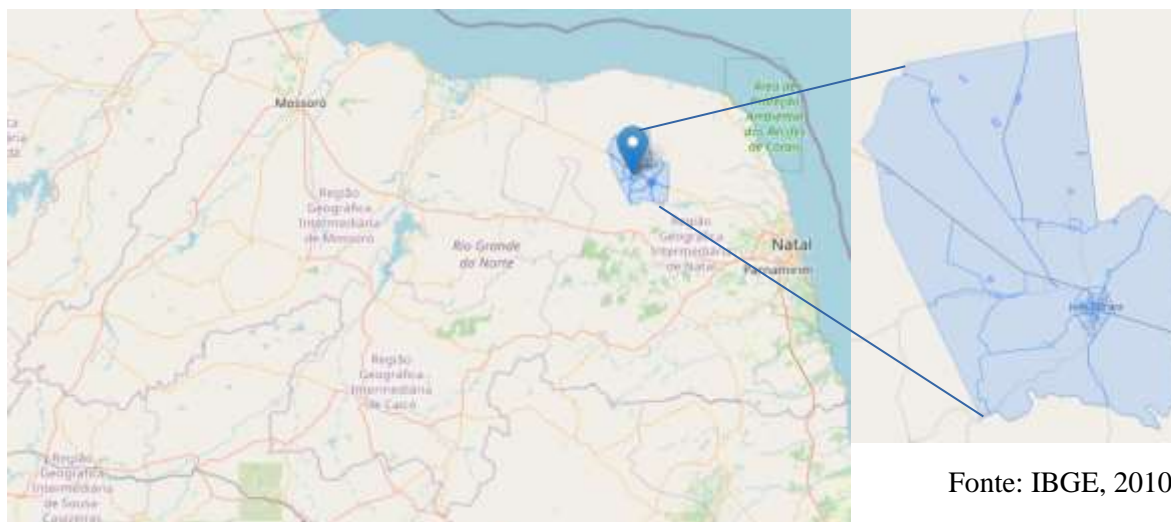 Mossoró
Área de
Proteção
Ambiental
dos Recifes
de Corais
Região
Geográfica
Intermediária
de Mossoró
Rio Grande
do Norte
Região
Geográfica
Intermediária
de Natal
Natal
Parnamirim
Região
Geográfica
Intermediária
de Caicó
Região
Geográfica
Intermediária
de Sousa-
Cajazeiras
Fonte: IBGE, 2010